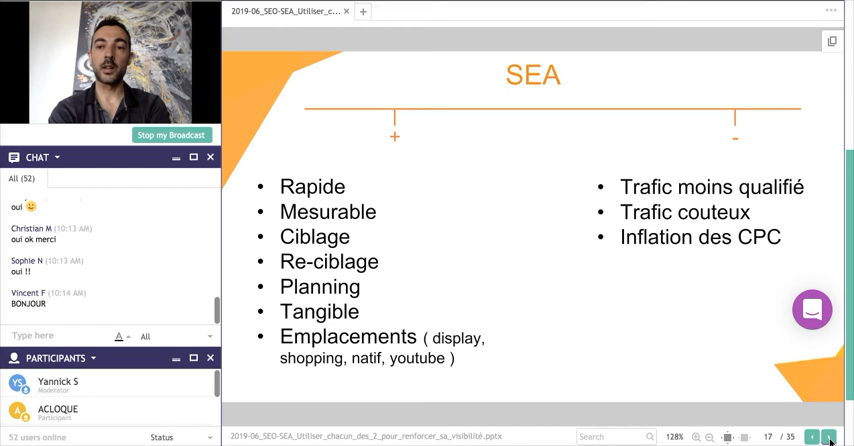 2019-06_SEO-SEA_Utiliser_c...
×
+
Stop my Broadcast
CHAT
All (52)
oui 😀
Christian M (10:13 AM)
oui ok merci
Sophie N (10:13 AM)
oui !!
Vincent F (10:14 AM)
BONJOUR
Type here
A
All
PARTICIPANTS
YS
Yannick S
Moderator
A
ACLOQUE
Participant
52 users online
Status
SEA
+
-
• Rapide
• Mesurable
• Ciblage
• Re-ciblage
• Planning
• Tangible
• Emplacements ( display,
shopping, natif, youtube )
• Trafic moins qualifié
• Trafic couteux
• Inflation des CPC
2019-06_SEO-SEA_Utiliser_chacun_des_2_pour_renforcer_sa_visibilité.pptx
Search
128%
17 / 35